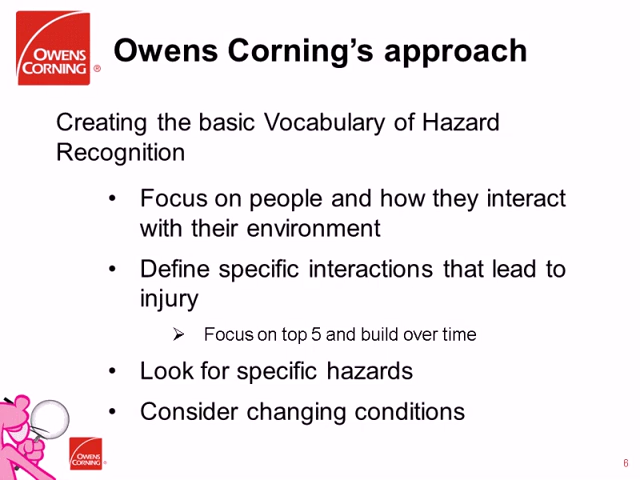 OWENS
CORNING®
Owens Corning’s approach
Creating the basic Vocabulary of Hazard
Recognition
• Focus on people and how they interact
with their environment
• Define specific interactions that lead to
injury
➢ Focus on top 5 and build over time
• Look for specific hazards
• Consider changing conditions
OWENS
CORNING
6